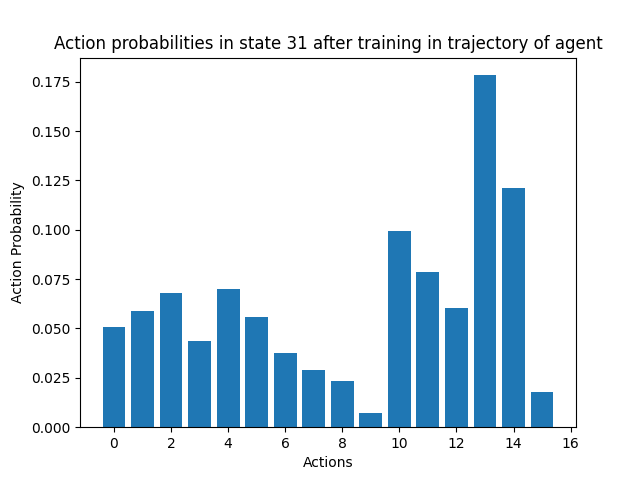 Action probabilities in state 31 after training in trajectory of agent
0.175
0.150
0.125
0.100
0.075
0.050
0.025
0.000
Action Probability
0 2 4 6 8 10 12 14 16
Actions